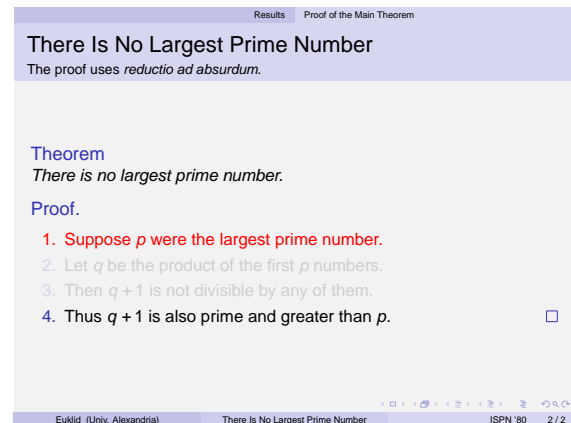 Results Proof of the Main Theorem
There Is No Largest Prime Number
The proof uses reductio ad absurdum.
Theorem
There is no largest prime number.
Proof.
1. Suppose p were the largest prime number.
2. Let q be the product of the first p numbers.
3. Then q + 1 is not divisible by any of them.
4. Thus q + 1 is also prime and greater than p.
Euklid (Univ. Alexandria) There Is No Largest Prime Number ISPN '80 2 / 2